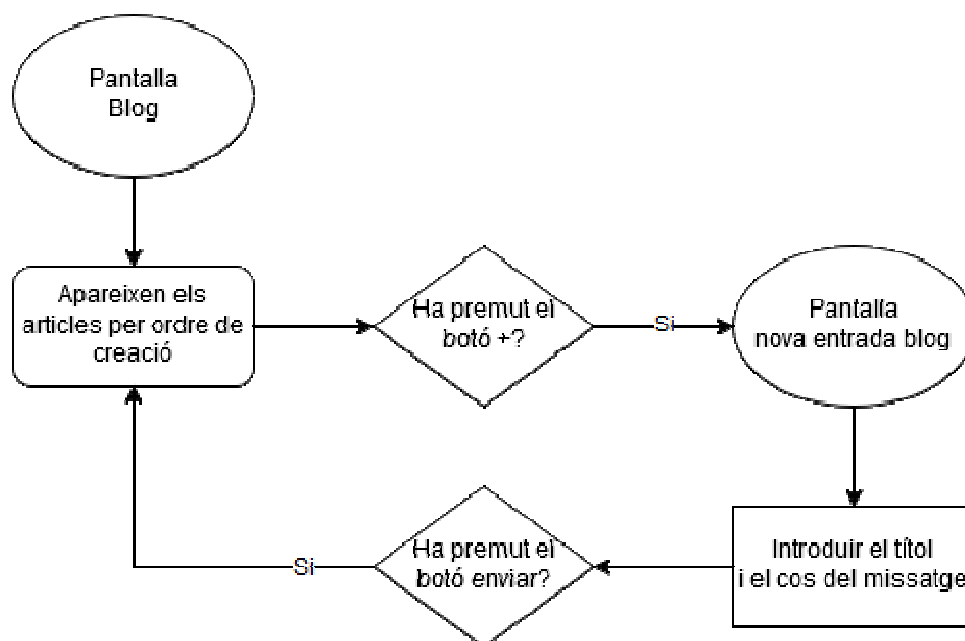 Pantalla
Blog
Apareixen els
articles per ordre de
creació
Ha premut el
botó +?
Si
Pantalla
nova entrada blog
Introduir el títol
i el cos del missatge
Ha premut el
botó enviar?
Si